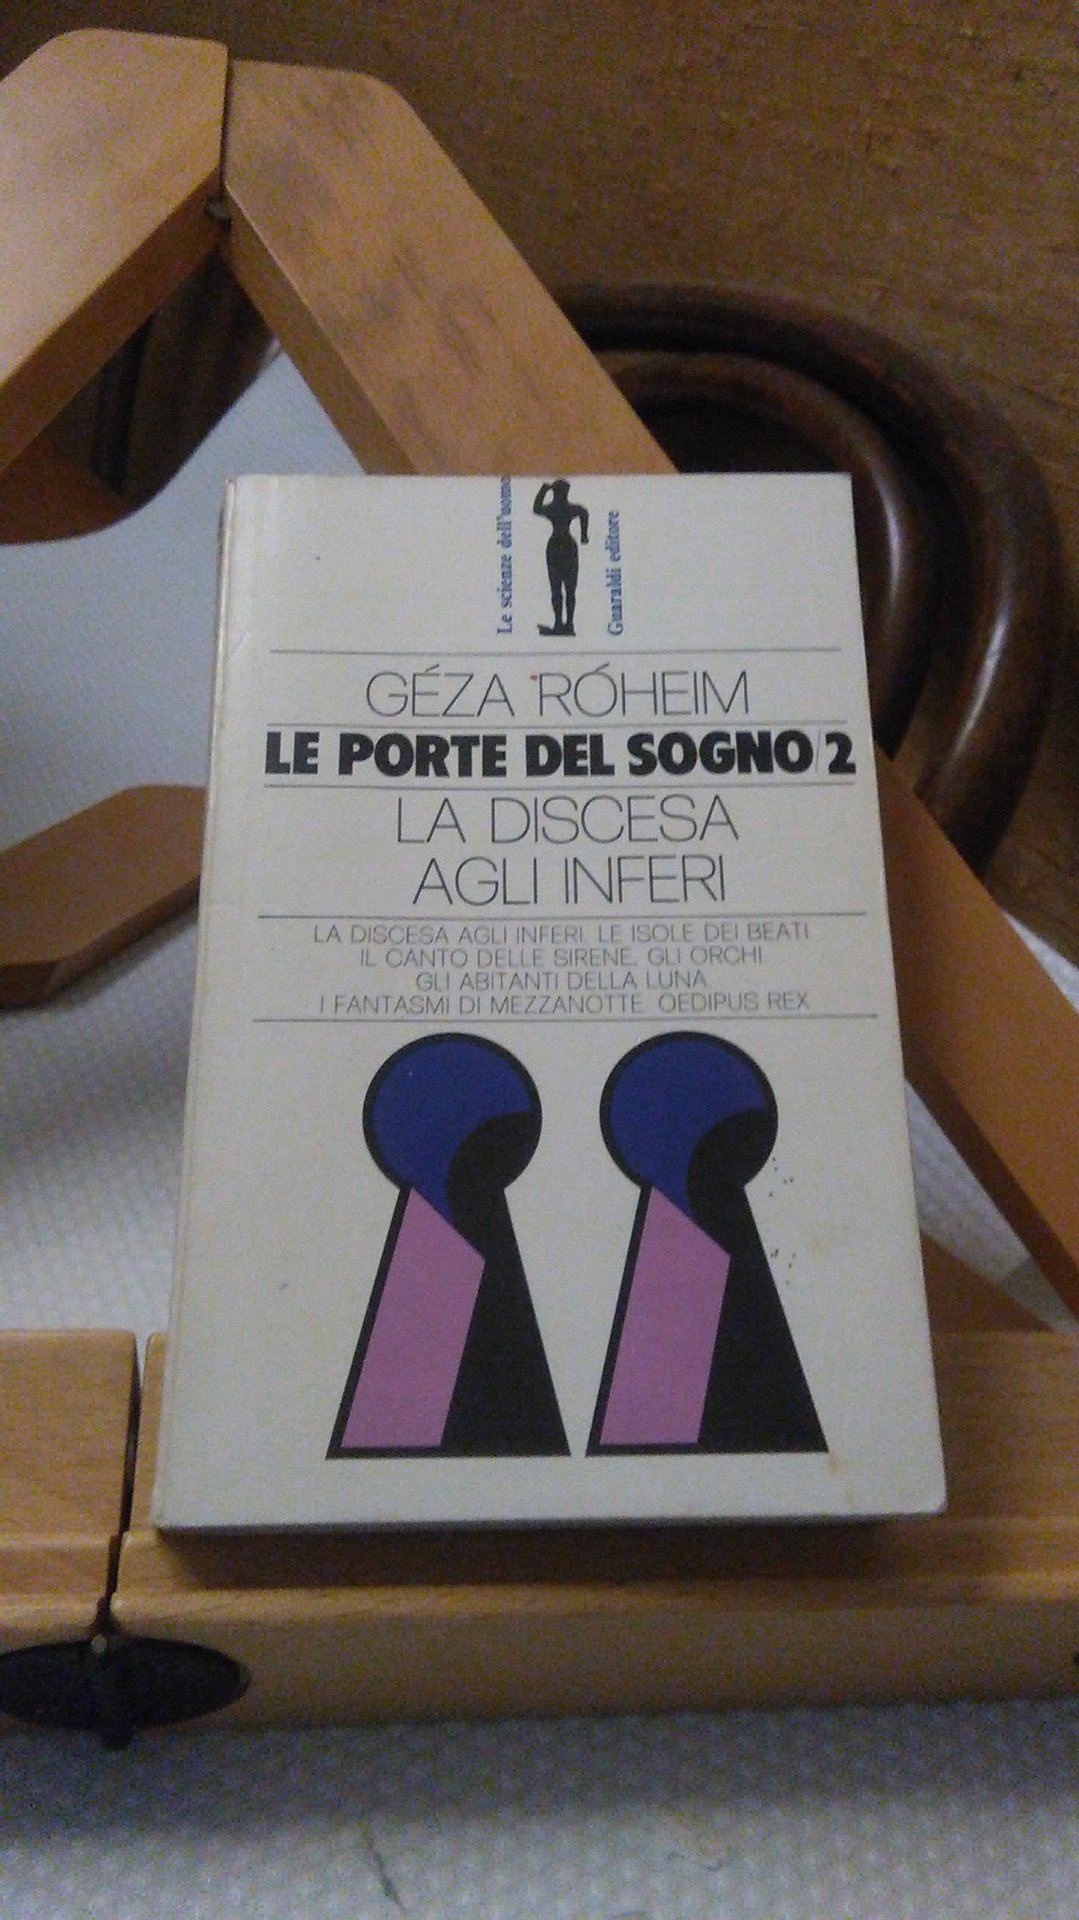 Le scienze dell'uomo
Guaraldi editore
GÉZA RÓHEIM
LE PORTE DEL SOGNO/2
LA DISCESA
AGLI INFERI
LA DISCESA AGLI INFERI. LE ISOLE DEI BEATI.
IL CANTO DELLE SIRENE. GLI ORCHI.
GLI ABITANTI DELLA LUNA.
I FANTASMI DI MEZZANOTTE. OEDIPUS REX